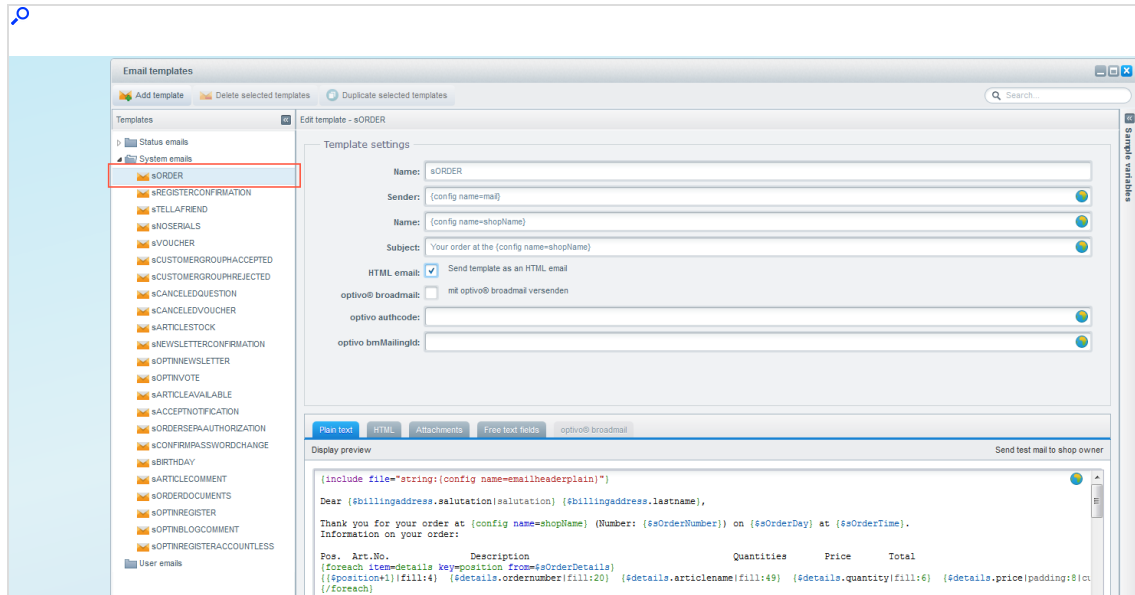 Email templates
Add template Delete selected templates Duplicate selected templates Search...
Templates Edit template - sORDER
Status emails
System emails
sORDER
sREGISTERCONFIRMATION
sTELLAFRIEND
sNOSERIALS
sVOUCHER
sCUSTOMERGROUPHACCEPTED
sCUSTOMERGROUPHREJECTED
sCANCELEDQUESTION
sCANCELEDVOUCHER
sARTICLESTOCK
sNEWSLETTERCONFIRMATION
sOPTINNEWSLETTER
sOPTINVOTE
sARTICLEAVAILABLE
sACCEPTNOTIFICATION
sORDERSEPAAUTHORIZATION
sCONFIRMPASSWORDCHANGE
sBIRTHDAY
sARTICLECOMMENT
sORDERDOCUMENTS
sOPTINREGISTER
sOPTINBLOGCOMMENT
sOPTINREGISTERACCOUNTLESS
User emails
Template settings
Name: sORDER
Sender: {config name=mail}
Name: {config name=shopName}
Subject: Your order at the {config name=shopName}
HTML email: Send template as an HTML email
optivo® broadmail: mit optivo® broadmail versenden
optivo authcode:
optivo bmMailingId:
Plain text HTML Attachments Free text fields optivo® broadmail
Display preview Send test mail to shop owner
{include file="string:{config name=emailheaderplain}"}
Dear {$billingaddress.salutation|salutation} {$billingaddress.lastname},
Thank you for your order at {config name=shopName} (Number: {$sOrderNumber}) on {$sOrderDay} at {$sOrderTime}.
Information on your order:
Pos. Art.No. Description Quantities Price Total
{foreach item=details key=position from=$sOrderDetails}
{{$position+1}|fill:4} {$details.ordernumber|fill:20} {$details.articlename|fill:49} {$details.quantity|fill:6} {$details.price|padding:8|cu
{/foreach}
Sample variables